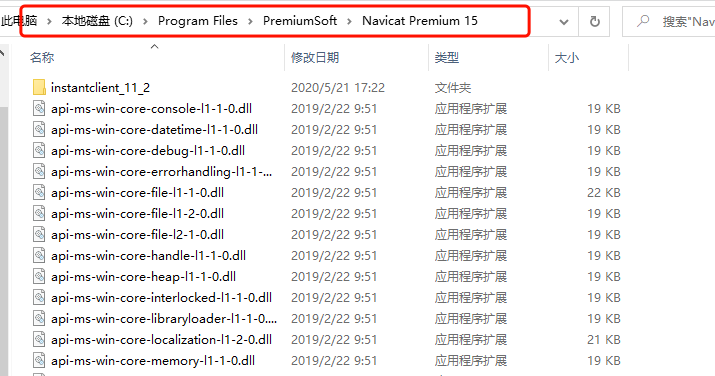 此电脑 > 本地磁盘 (C:) > Program Files > PremiumSoft > Navicat Premium 15 搜索"Nav
名称 修改日期 类型 大小
instantclient_11_2 2020/5/21 17:22 文件夹
api-ms-win-core-console-l1-1-0.dll 2019/2/22 9:51 应用程序扩展 19 KB
api-ms-win-core-datetime-l1-1-0.dll 2019/2/22 9:51 应用程序扩展 19 KB
api-ms-win-core-debug-l1-1-0.dll 2019/2/22 9:51 应用程序扩展 19 KB
api-ms-win-core-errorhandling-l1-1-... 2019/2/22 9:51 应用程序扩展 19 KB
api-ms-win-core-file-l1-1-0.dll 2019/2/22 9:51 应用程序扩展 22 KB
api-ms-win-core-file-l1-2-0.dll 2019/2/22 9:51 应用程序扩展 19 KB
api-ms-win-core-file-l2-1-0.dll 2019/2/22 9:51 应用程序扩展 19 KB
api-ms-win-core-handle-l1-1-0.dll 2019/2/22 9:51 应用程序扩展 19 KB
api-ms-win-core-heap-l1-1-0.dll 2019/2/22 9:51 应用程序扩展 19 KB
api-ms-win-core-interlocked-l1-1-0.dll 2019/2/22 9:51 应用程序扩展 19 KB
api-ms-win-core-libraryloader-l1-1-0.... 2019/2/22 9:51 应用程序扩展 19 KB
api-ms-win-core-localization-l1-2-0.dll 2019/2/22 9:51 应用程序扩展 21 KB
api-ms-win-core-memory-l1-1-0.dll 2019/2/22 9:51 应用程序扩展 19 KB